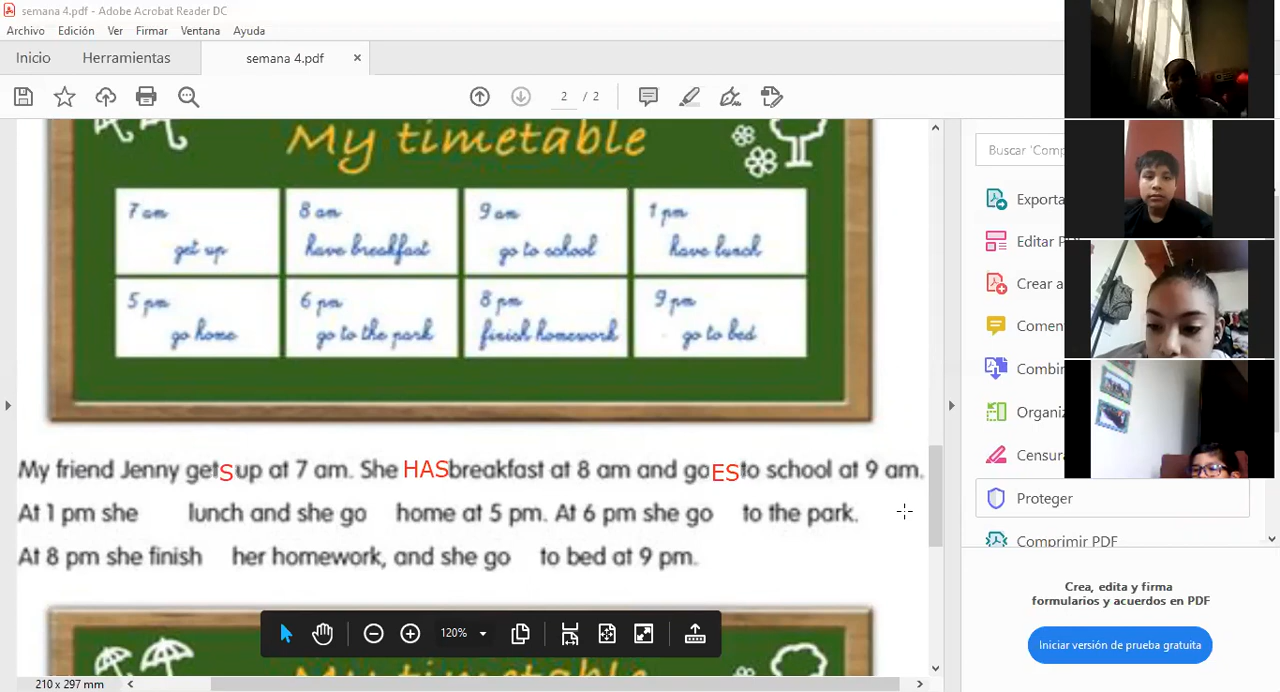 semana 4.pdf - Adobe Acrobat Reader DC
Archivo Edición Ver Firmar Ventana Ayuda
Inicio Herramientas semana 4.pdf ×
2 / 2
My timetable
7 am 8 am 9 am 1 pm
get up have breakfast go to school have lunch
5 pm 6 pm 8 pm 9 pm
go home go to the park finish homework go to bed
My friend Jenny getS up at 7 am. She HAS breakfast at 8 am and goES to school at 9 am.
At 1 pm she lunch and she go home at 5 pm. At 6 pm she go to the park.
At 8 pm she finish her homework, and she go to bed at 9 pm.
My timetable
120%
210 x 297 mm
Buscar 'Comp
Exporta
Editar P
Crear a
Comen
Combin
Organiz
Censura
Proteger
Comprimir PDF
Crea, edita y firma
formularios y acuerdos en PDF
Iniciar versión de prueba gratuita